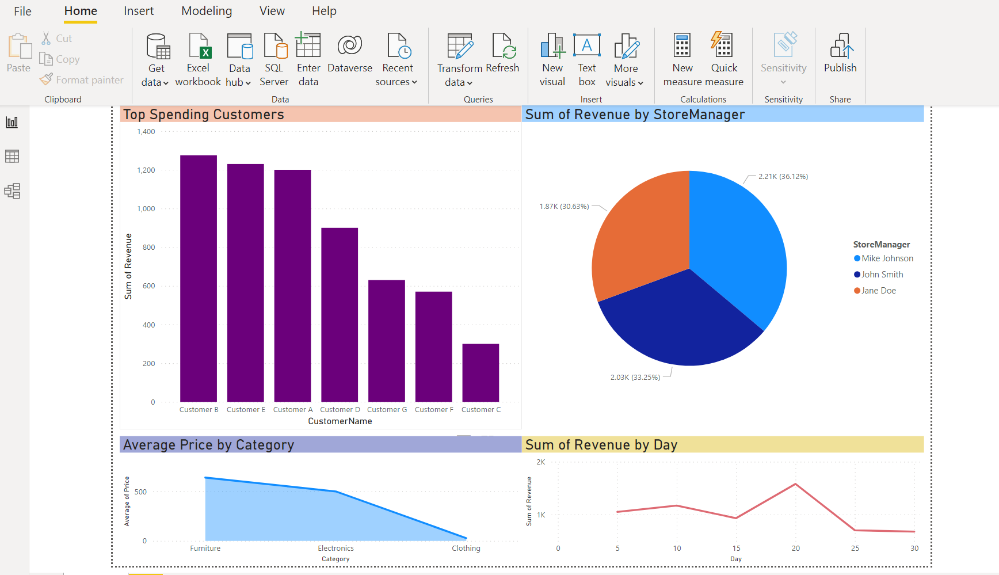 File Home Insert Modeling View Help
Paste
Cut
Copy
Format painter
Clipboard
Get data
Excel workbook
Data hub
SQL Server
Enter data
Dataverse
Recent sources
Data
Transform data
Refresh
Queries
New visual
Text box
More visuals
Insert
New measure
Quick measure
Calculations
Sensitivity
Sensitivity
Publish
Share
Top Spending Customers
1,400
1,200
1,000
800
600
400
200
0
Sum of Revenue
Customer B Customer E Customer A Customer D Customer G Customer F Customer C
CustomerName
Sum of Revenue by StoreManager
2.21K (36.12%)
1.87K (30.63%)
2.03K (33.25%)
StoreManager
Mike Johnson
John Smith
Jane Doe
Average Price by Category
Average of Price
500
0
Furniture Electronics Clothing
Category
Sum of Revenue by Day
Sum of Revenue
2K
1K
0 5 10 15 20 25 30
Day